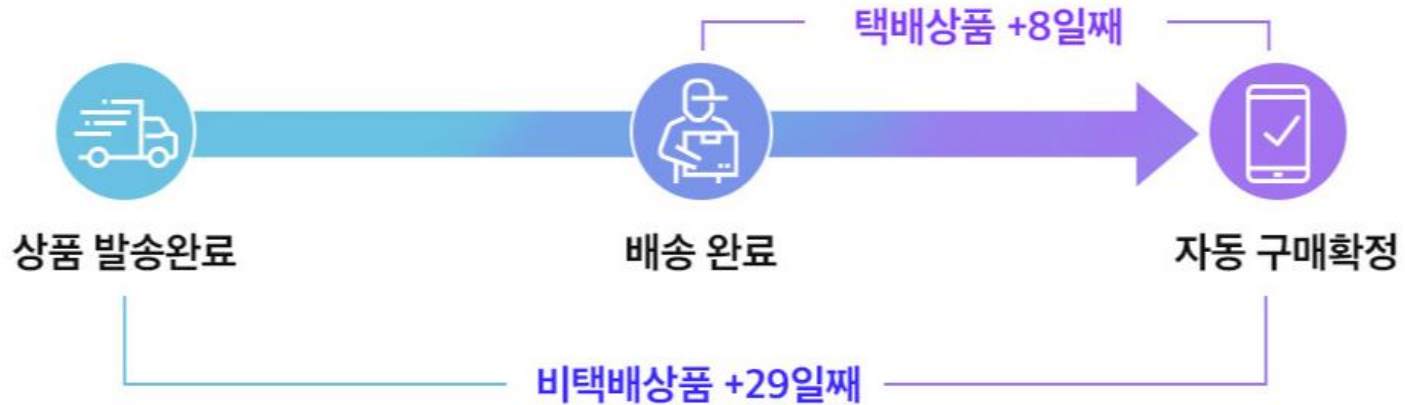 택배상품 +8일째
상품 발송완료
배송 완료
자동 구매확정
비택배상품 +29일째